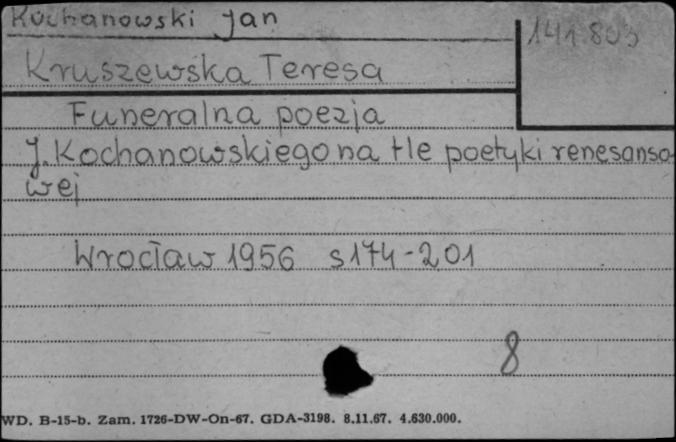 Kochanowski Jan
141.803
Kruszewska Teresa
Funeralna poezja
J. Kochanowskiego na tle poetyki renesanso-
wej
Wrocław 1956 s 174-201
8
WD. B-15-b. Zam. 1726-DW-On-67. GDA-3198. 8.11.67. 4.630.000.